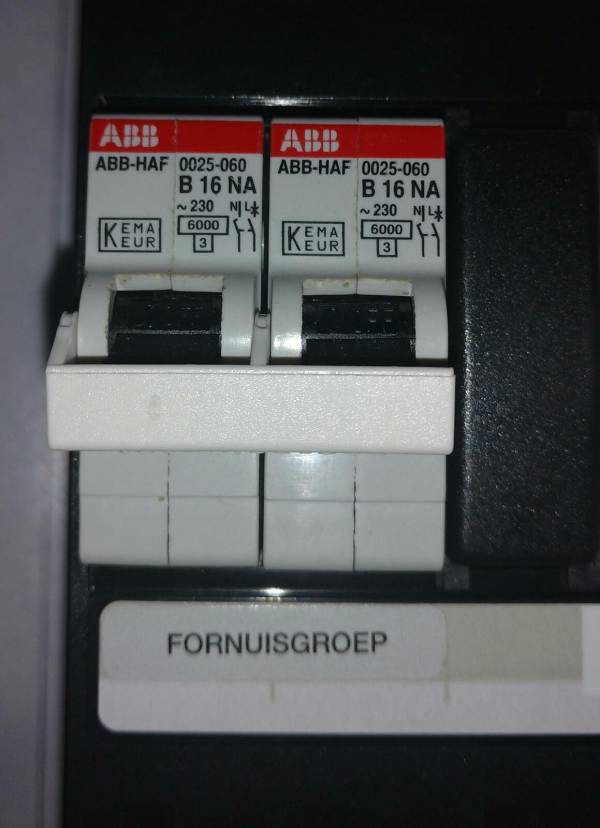 ABB
ABB-HAF 0025-060
B 16 NA
~ 230 N L
6000
3
KEMA
KEUR
ABB
ABB-HAF 0025-060
B 16 NA
~ 230 N L
6000
3
KEMA
KEUR
FORNUISGROEP